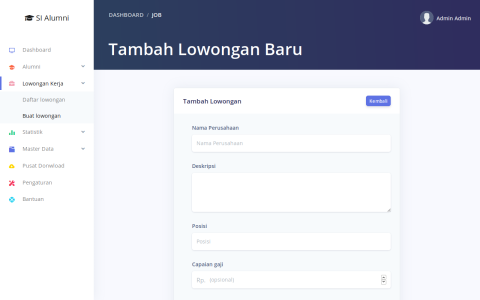 SI Alumni
Dashboard
Alumni
Lowongan Kerja
Daftar lowongan
Buat lowongan
Statistik
Master Data
Pusat Donwload
Pengaturan
Bantuan
DASHBOARD / JOB
Admin Admin
Tambah Lowongan Baru
Tambah Lowongan
Kembali
Nama Perusahaan
Nama Perusahaan
Deskripsi
Posisi
Posisi
Capaian gaji
Rp. (opsional)